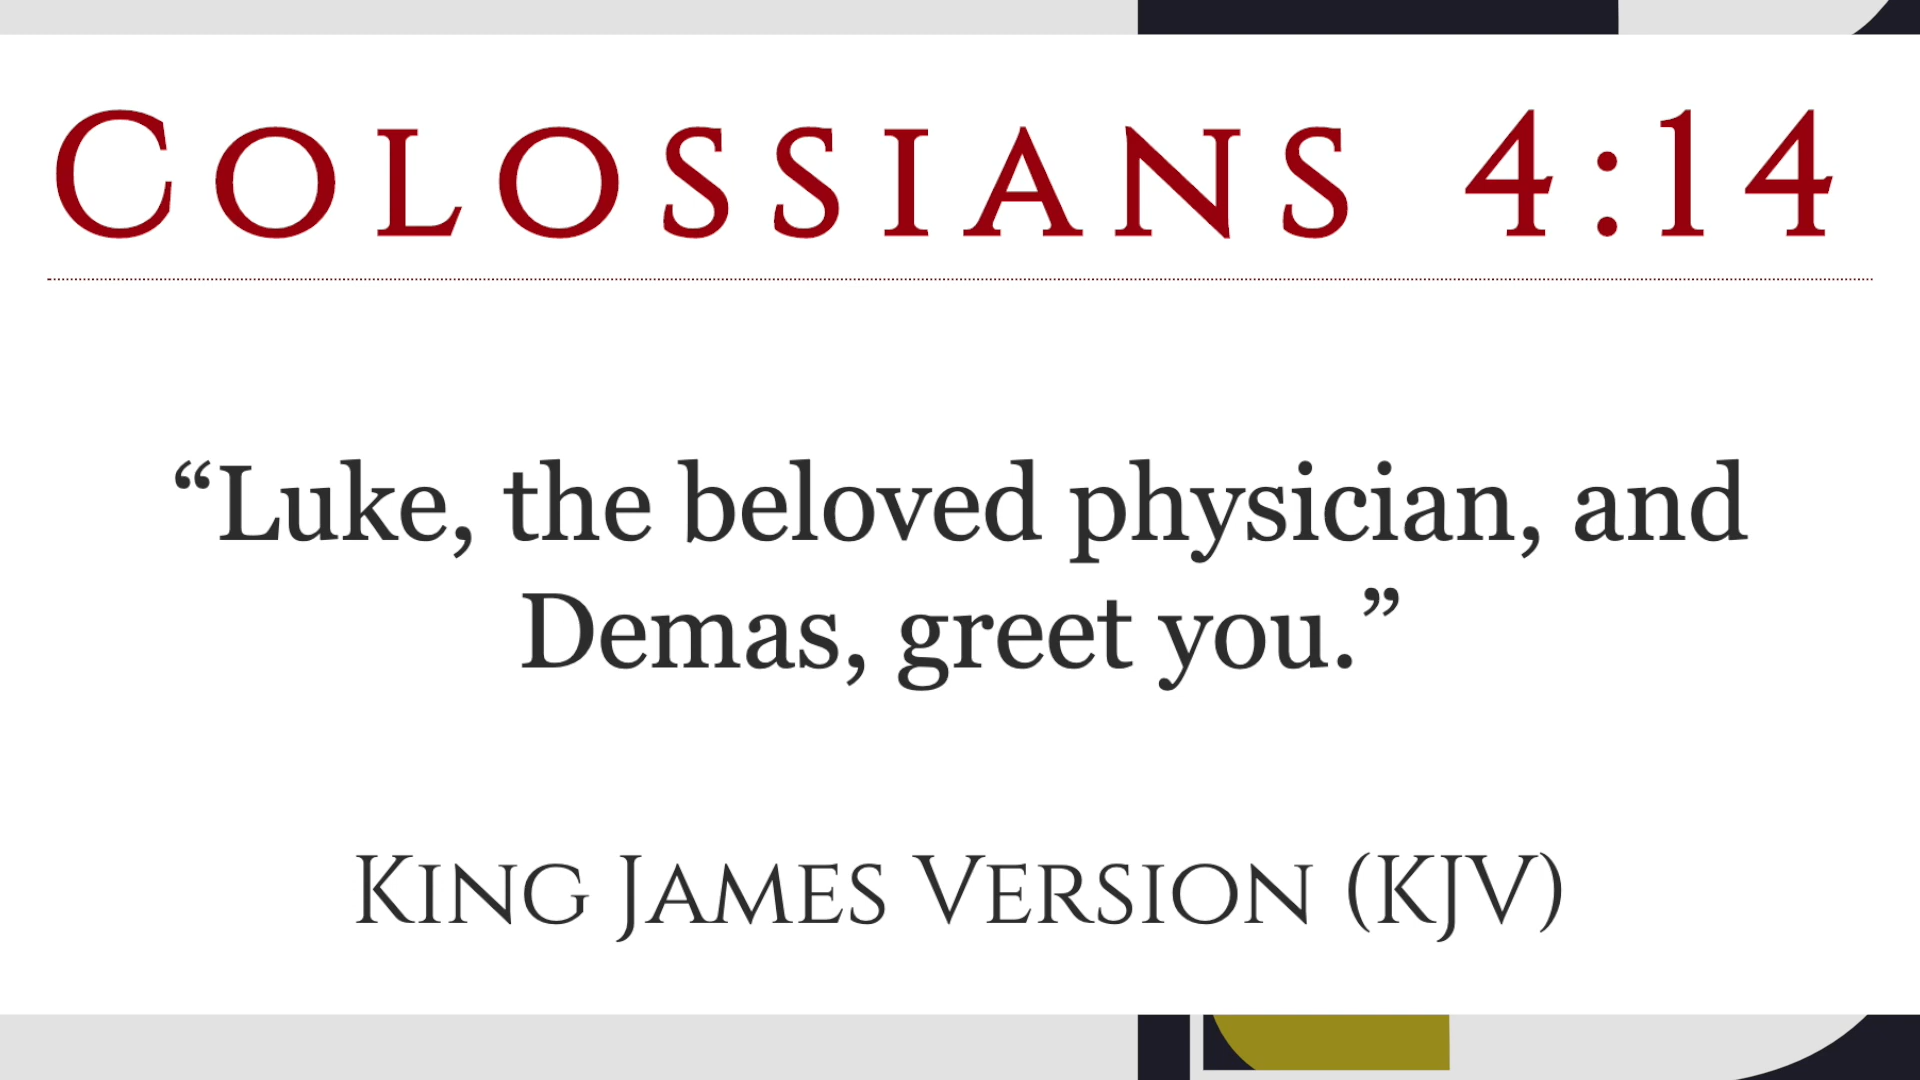 Colossians 4:14
“Luke, the beloved physician, and
Demas, greet you.”
King James Version (KJV)